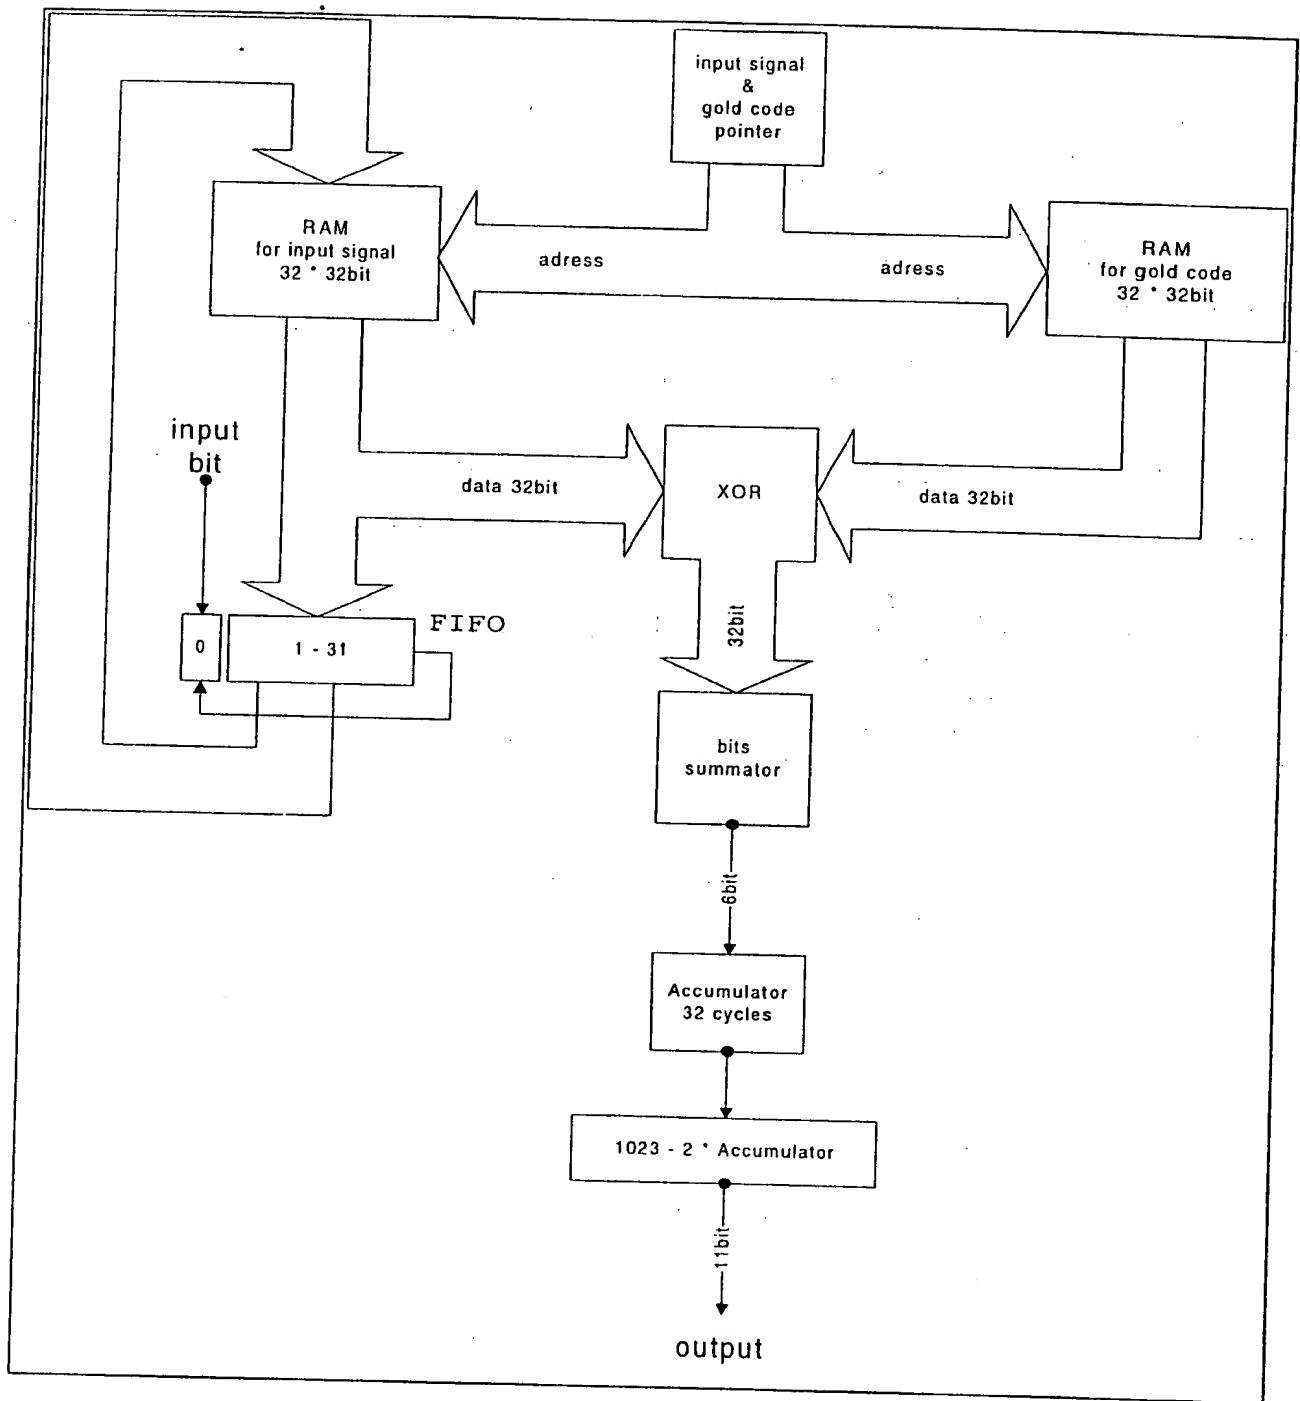 input signal
&
gold code
pointer
RAM
for input signal
32 * 32bit
adress
adress
RAM
for gold code
32 * 32bit
input
bit
data 32bit
XOR
data 32bit
0
1 - 31
FIFO
32bit
bits
summator
6bit
Accumulator
32 cycles
1023 - 2 * Accumulator
11bit
output